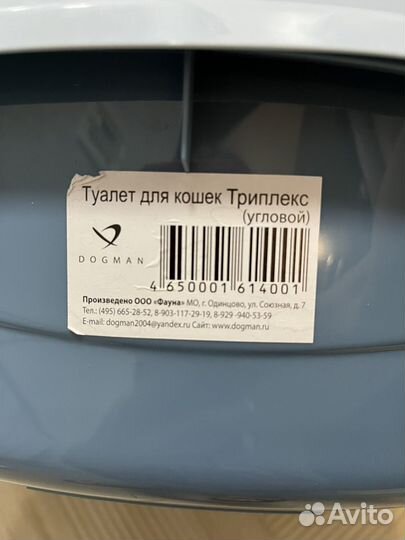 Туалет для кошек Триплекс
(угловой)
DOGMAN
4 650001 614001
Произведено ООО «Фауна» МО, г. Одинцово, ул. Союзная, д. 7
Тел.: (495) 665-28-52, 8-903-117-29-19, 8-929 -940-53-59
E-mail: dogman2004@yandex.ru Сайт: www.dogman.ru
Avito